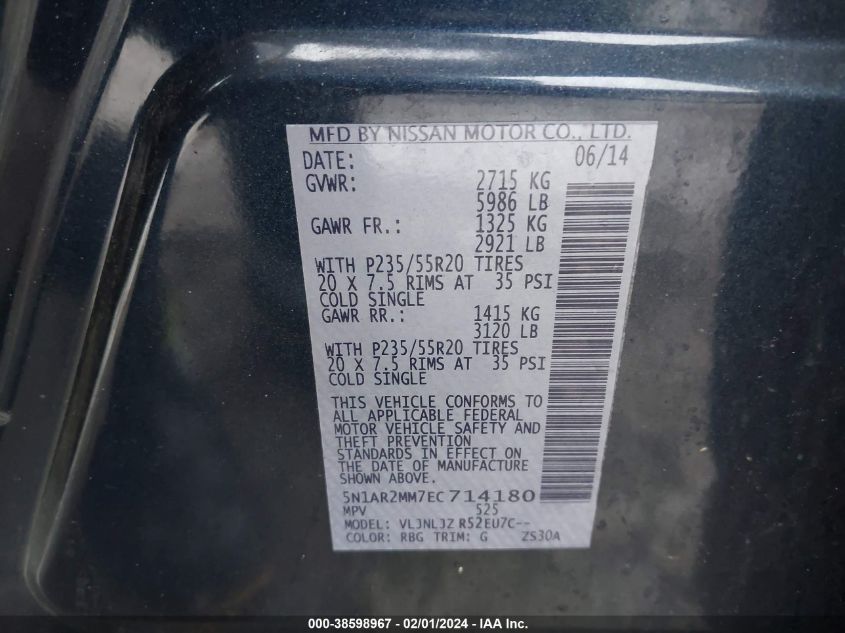 MFD BY NISSAN MOTOR CO., LTD.
DATE: 06/14
GVWR: 2715 KG
5986 LB
GAWR FR.: 1325 KG
2921 LB
WITH P235/55R20 TIRES
20 X 7.5 RIMS AT 35 PSI
COLD SINGLE
GAWR RR.: 1415 KG
3120 LB
WITH P235/55R20 TIRES
20 X 7.5 RIMS AT 35 PSI
COLD SINGLE
THIS VEHICLE CONFORMS TO
ALL APPLICABLE FEDERAL
MOTOR VEHICLE SAFETY AND
THEFT PREVENTION
STANDARDS IN EFFECT ON
THE DATE OF MANUFACTURE
SHOWN ABOVE.
5N1AR2MM7EC714180
MPV 525
MODEL: VLJNLJZ R52EU7C--
COLOR: RBG TRIM: G ZS30A
000-38598967 - 02/01/2024 - IAA Inc.